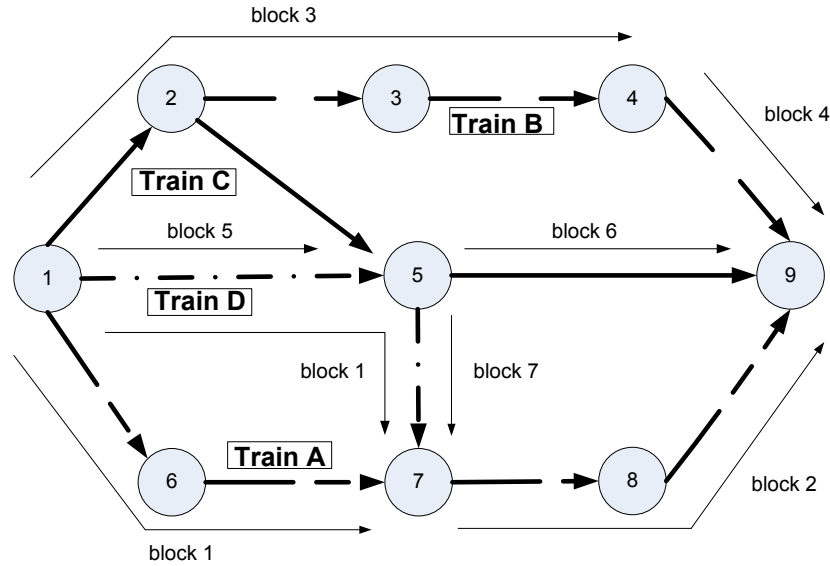 block 3
2
3
4
Train B
block 4
Train C
block 5
block 6
1
5
9
Train D
block 1
block 7
Train A
6
7
8
block 2
block 1